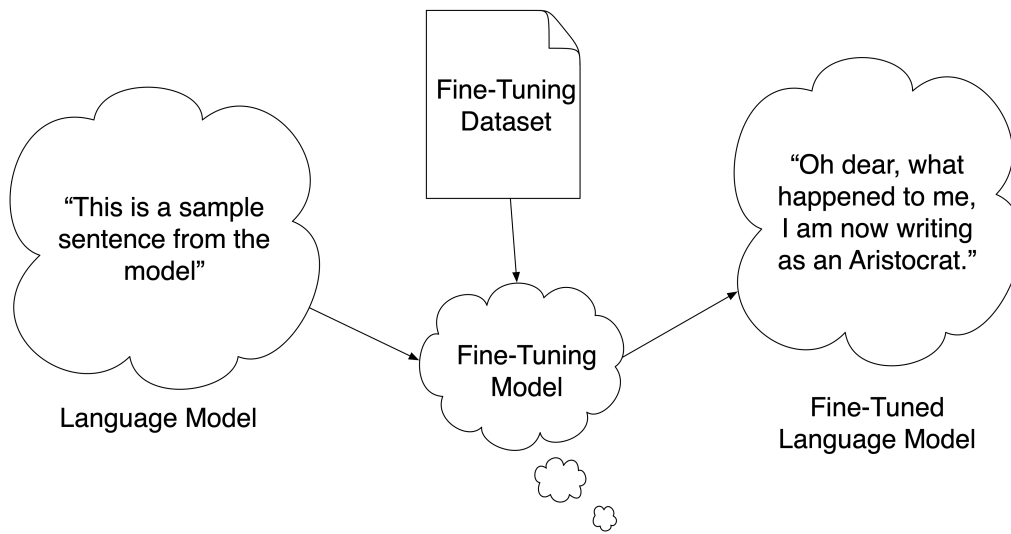 Fine-Tuning
Dataset
“This is a sample
sentence from the
model”
Language Model
Fine-Tuning
Model
“Oh dear, what
happened to me,
I am now writing
as an Aristocrat.”
Fine-Tuned
Language Model